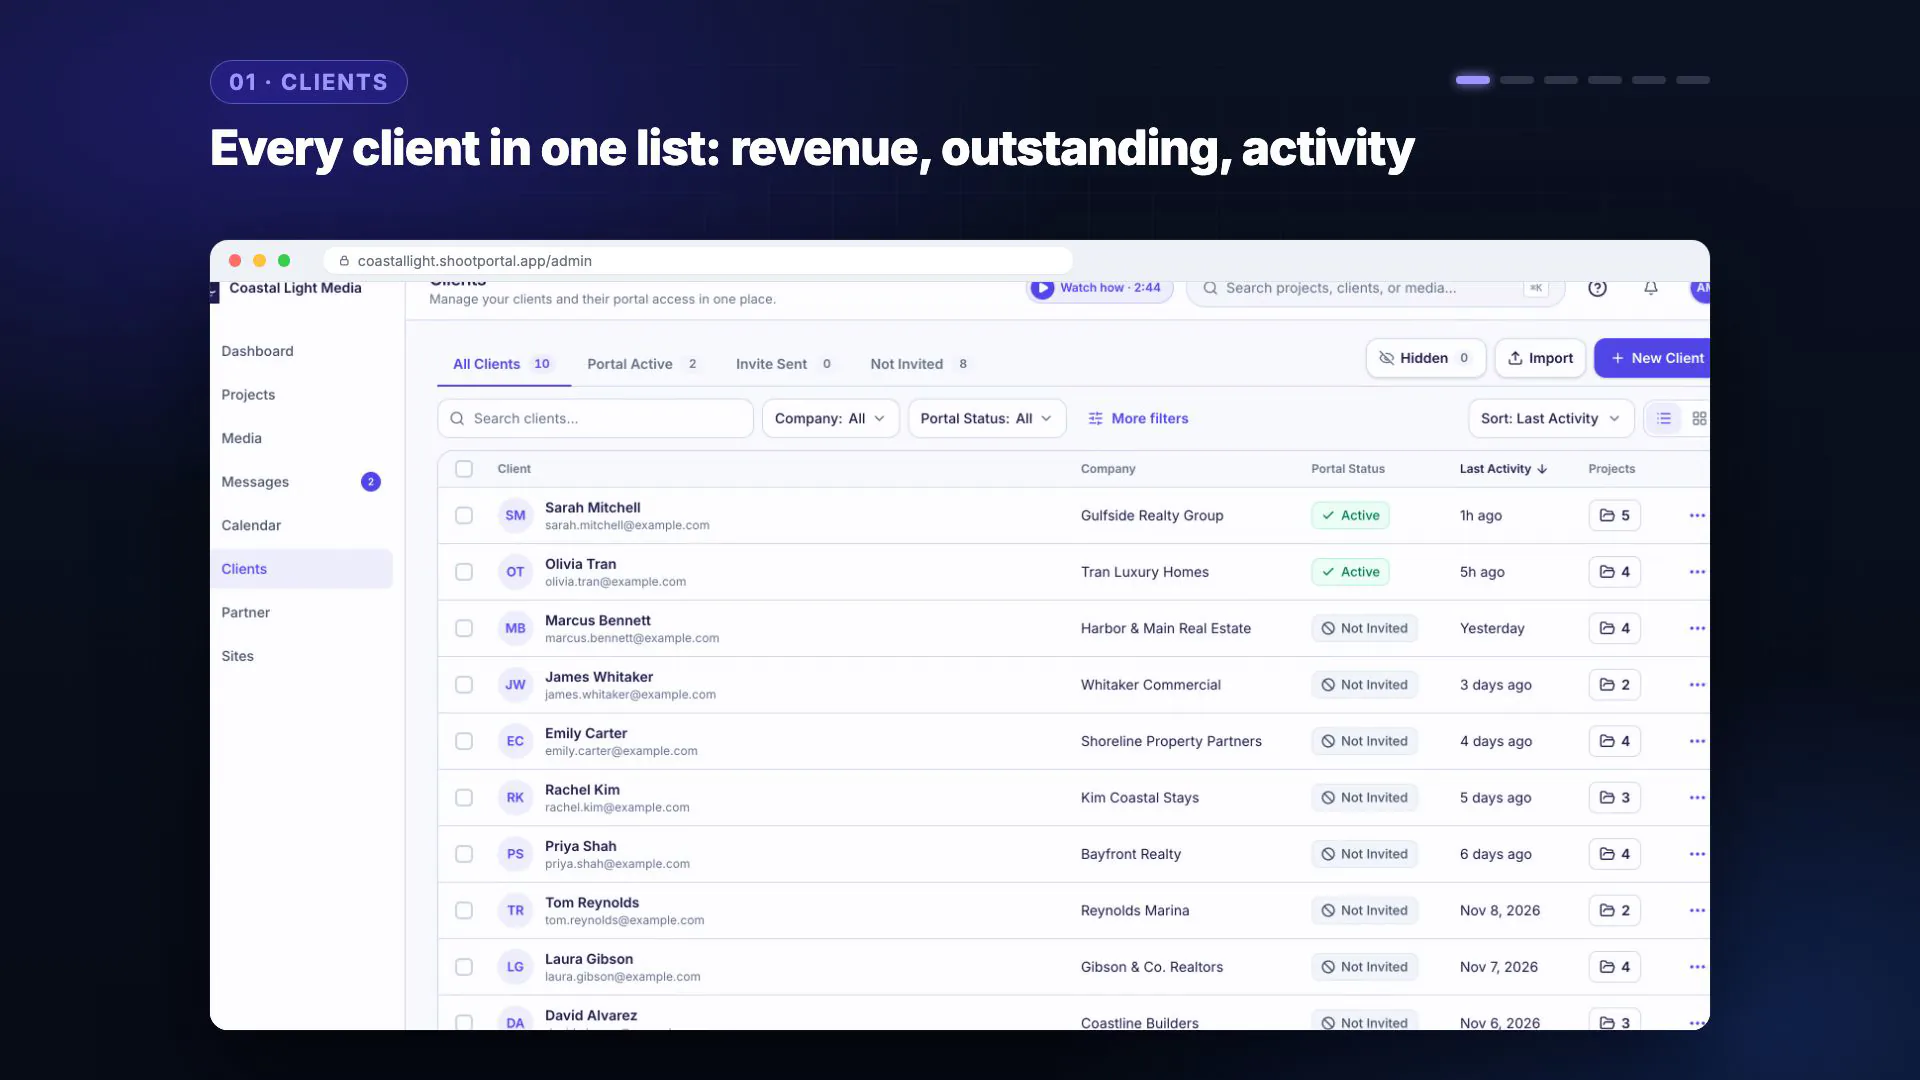 01 · CLIENTS
Every client in one list: revenue, outstanding, activity
coastallight.shootportal.app/admin
Coastal Light Media
Clients
Manage your clients and their portal access in one place.
Watch how · 2:44
Search projects, clients, or media...
⌘K
AM
Dashboard
Projects
Media
Messages 2
Calendar
Clients
Partner
Sites
All Clients 10
Portal Active 2
Invite Sent 0
Not Invited 8
Hidden 0
Import
+ New Client
Search clients...
Company: All
Portal Status: All
More filters
Sort: Last Activity
Client Company Portal Status Last Activity ↓ Projects
SM Sarah Mitchell Gulfside Realty Group Active 1h ago 5
sarah.mitchell@example.com
OT Olivia Tran Tran Luxury Homes Active 5h ago 4
olivia.tran@example.com
MB Marcus Bennett Harbor & Main Real Estate Not Invited Yesterday 4
marcus.bennett@example.com
JW James Whitaker Whitaker Commercial Not Invited 3 days ago 2
james.whitaker@example.com
EC Emily Carter Shoreline Property Partners Not Invited 4 days ago 4
emily.carter@example.com
RK Rachel Kim Kim Coastal Stays Not Invited 5 days ago 3
rachel.kim@example.com
PS Priya Shah Bayfront Realty Not Invited 6 days ago 4
priya.shah@example.com
TR Tom Reynolds Reynolds Marina Not Invited Nov 8, 2026 2
tom.reynolds@example.com
LG Laura Gibson Gibson & Co. Realtors Not Invited Nov 7, 2026 4
laura.gibson@example.com
DA David Alvarez Coastline Builders Not Invited Nov 6, 2026 3